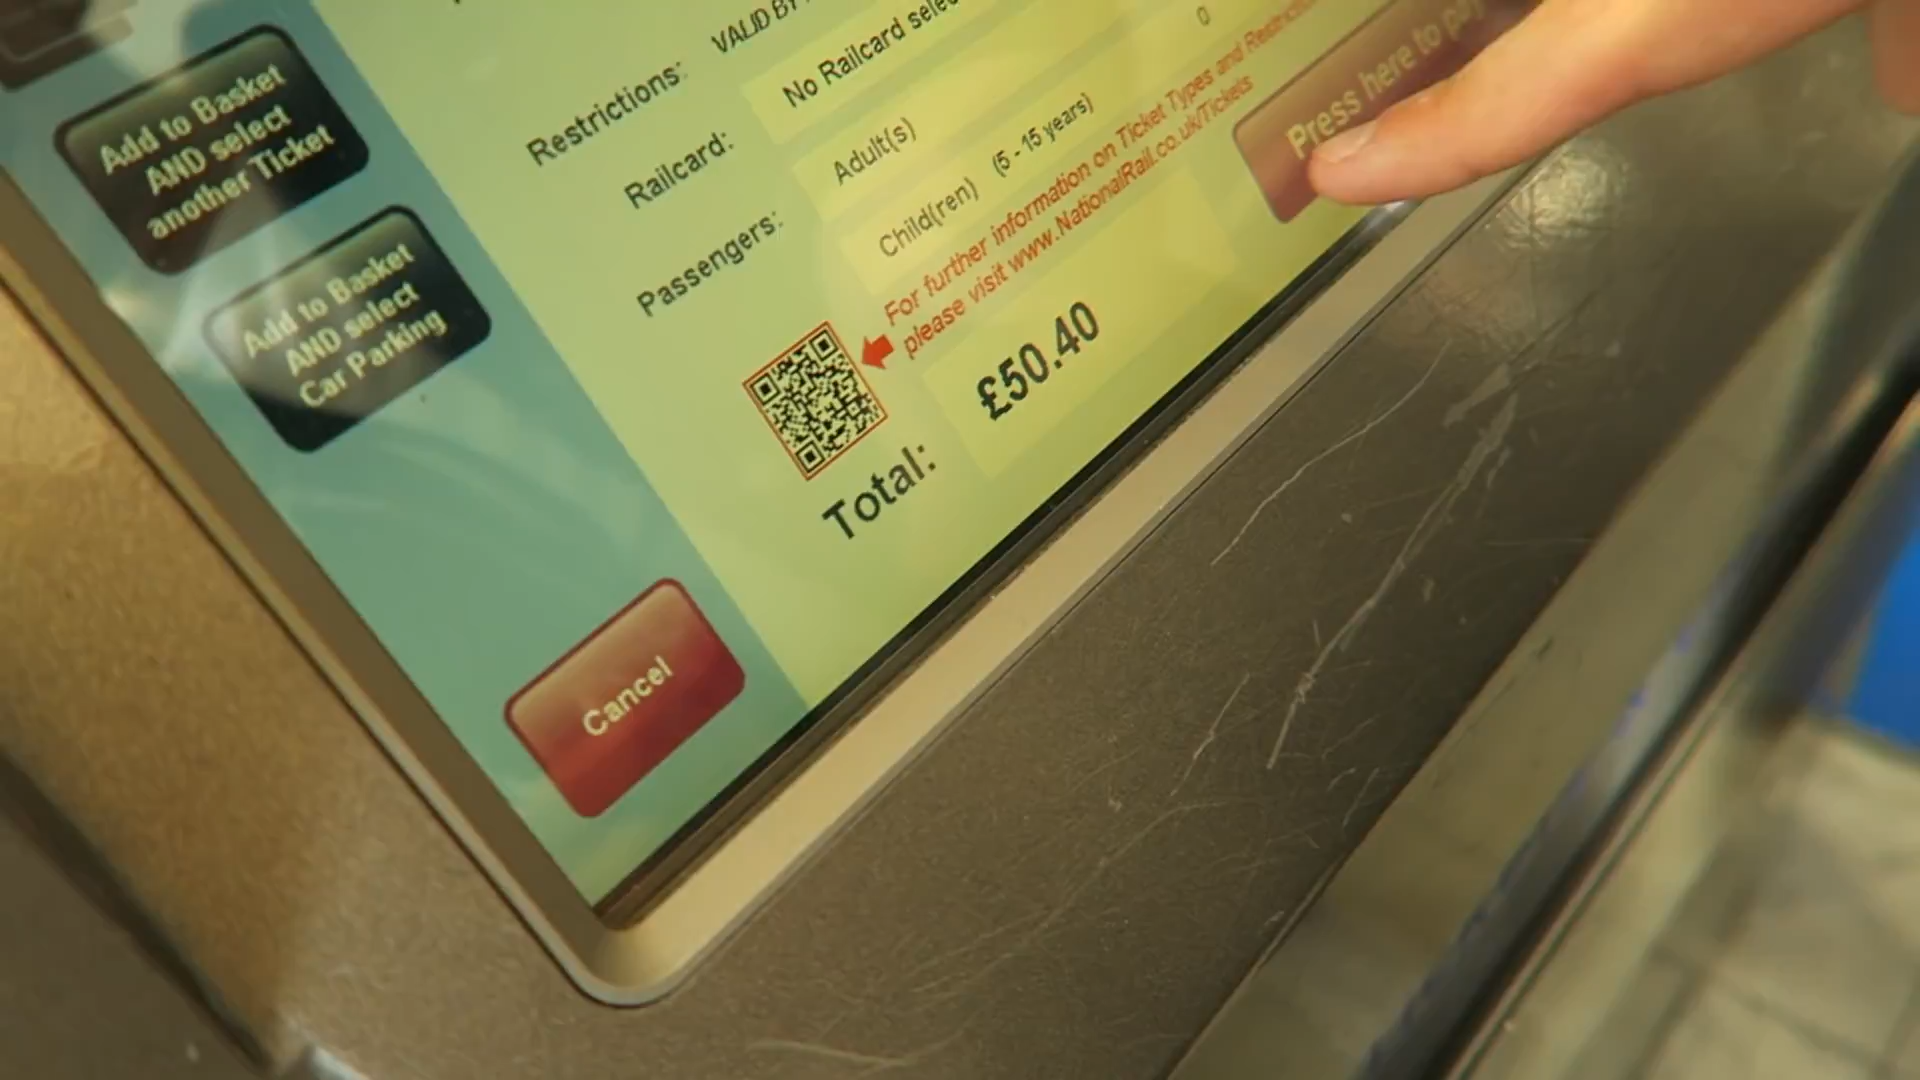 Add to Basket
AND select
another Ticket
Add to Basket
AND select
Car Parking
Cancel
Restrictions:
VALID BY
Railcard:
No Railcard
Passengers:
Adult(s)
0
Child(ren) (5 - 15 years)
For further information on Ticket Types and
please visit www.NationalRail.co.uk/Tickets
Total:
£50.40
Press here to pay